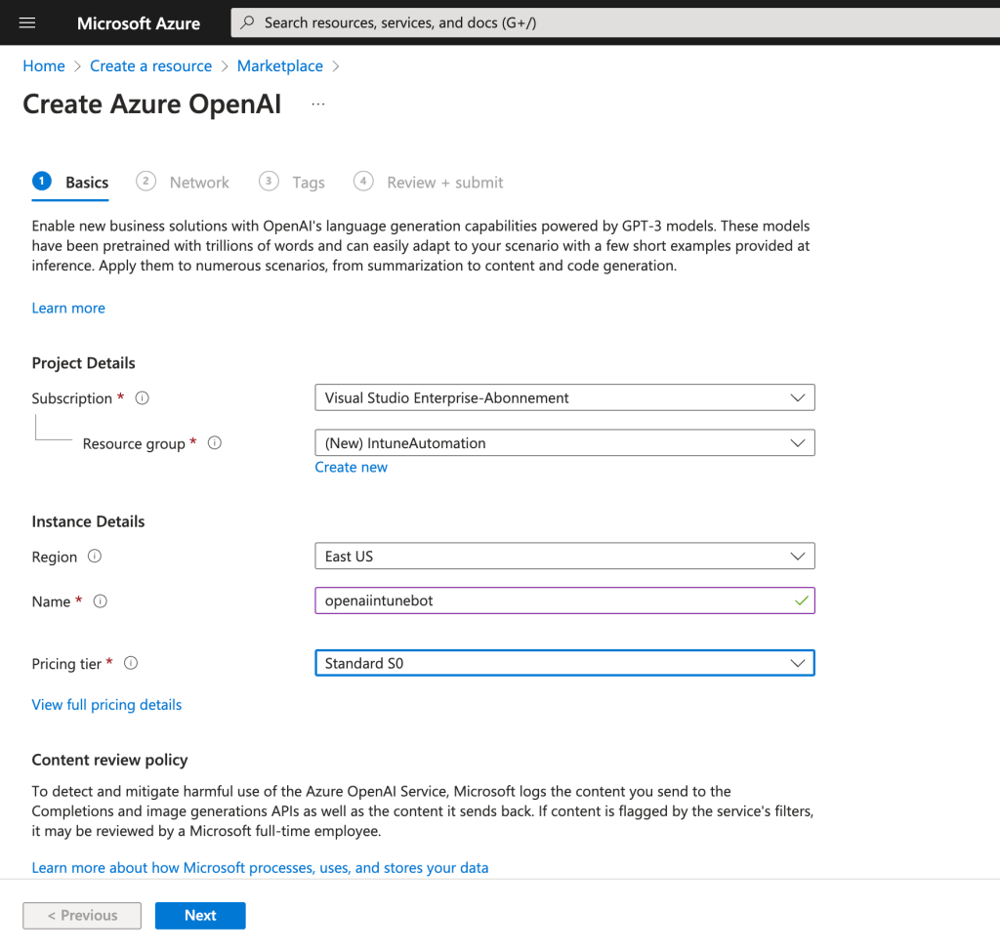 Microsoft Azure
Search resources, services, and docs (G+/)
Home > Create a resource > Marketplace >
Create Azure OpenAI ...
1 Basics 2 Network 3 Tags 4 Review + submit
Enable new business solutions with OpenAI's language generation capabilities powered by GPT-3 models. These models
have been pretrained with trillions of words and can easily adapt to your scenario with a few short examples provided at
inference. Apply them to numerous scenarios, from summarization to content and code generation.
Learn more
Project Details
Subscription *
Visual Studio Enterprise-Abonnement
Resource group *
(New) IntuneAutomation
Create new
Instance Details
Region
East US
Name *
openaiintunebot
Pricing tier *
Standard S0
View full pricing details
Content review policy
To detect and mitigate harmful use of the Azure OpenAI Service, Microsoft logs the content you send to the
Completions and image generations APIs as well as the content it sends back. If content is flagged by the service's filters,
it may be reviewed by a Microsoft full-time employee.
Learn more about how Microsoft processes, uses, and stores your data
< Previous
Next